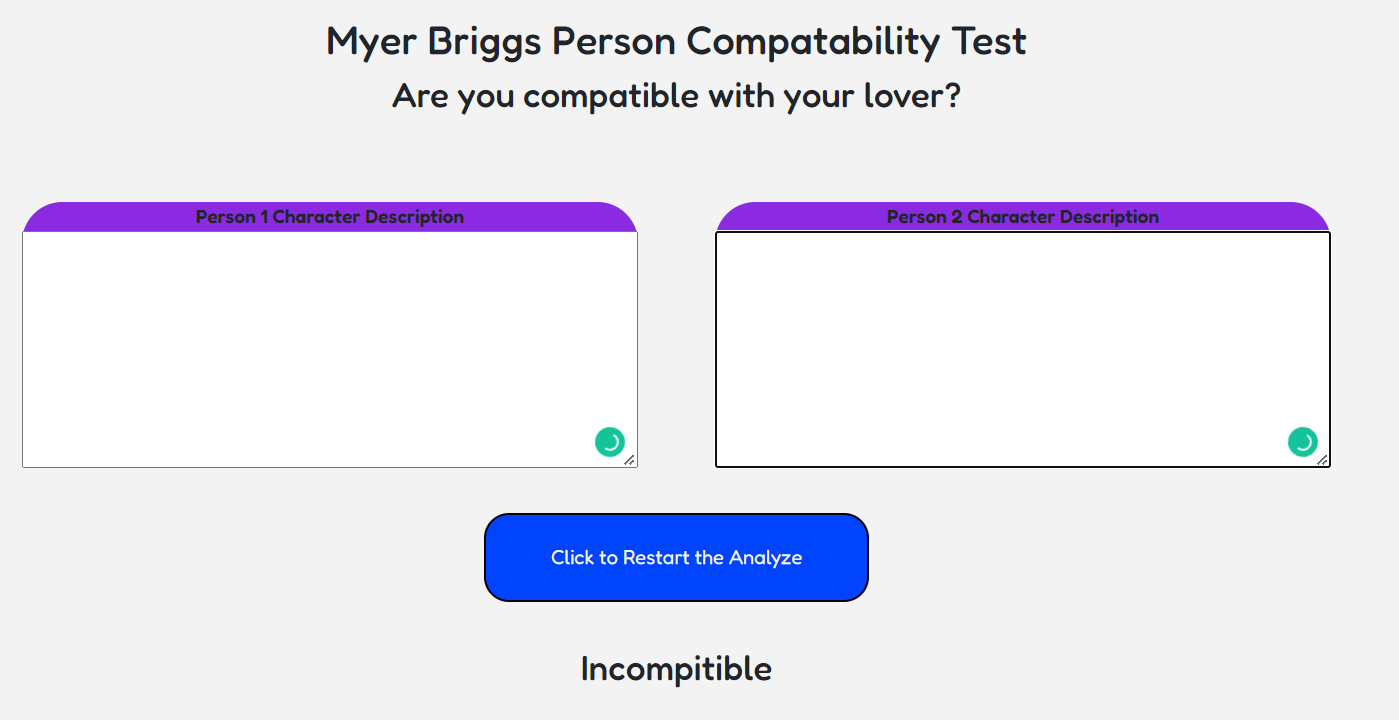 Myer Briggs Person Compatability Test
Are you compatible with your lover?
Person 1 Character Description
Person 2 Character Description
Click to Restart the Analyze
Incompitible